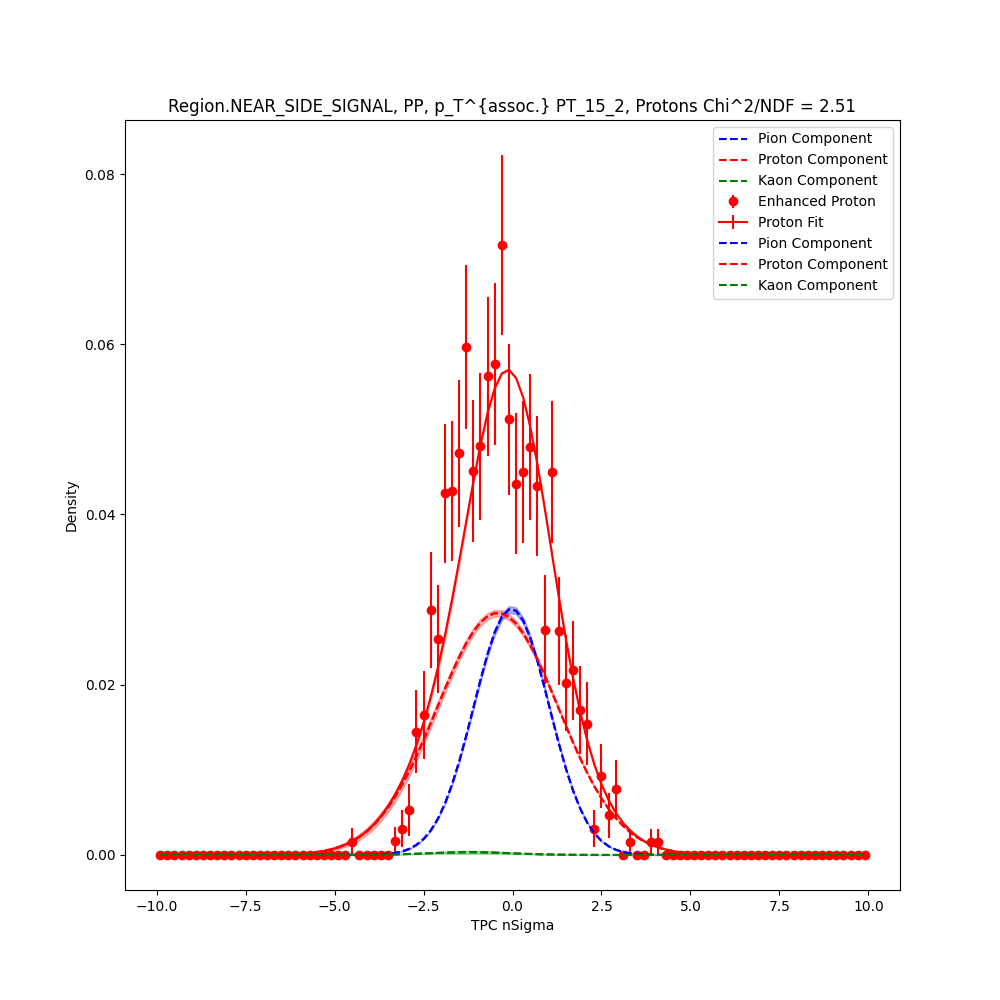 Region.NEAR_SIDE_SIGNAL, PP, p_T^{assoc.} PT_15_2, Protons Chi^2/NDF = 2.51
Pion Component
Proton Component
Kaon Component
Enhanced Proton
Proton Fit
Pion Component
Proton Component
Kaon Component
0.08
0.06
0.04
0.02
0.00
Density
−10.0 −7.5 −5.0 −2.5 0.0 2.5 5.0 7.5 10.0
TPC nSigma